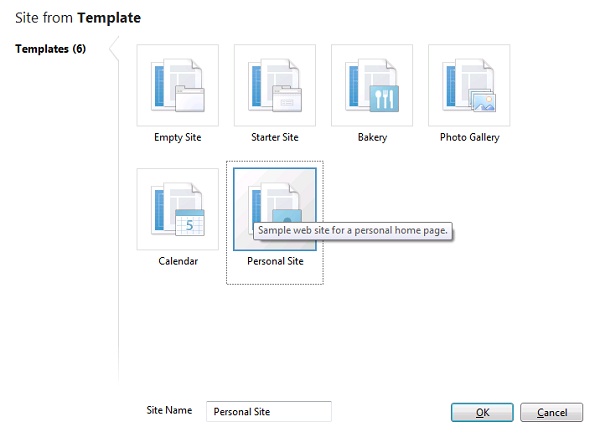 Site from Template
Templates (6)
Empty Site
Starter Site
Bakery
Photo Gallery
5
Sample web site for a personal home page.
Calendar
Personal Site
Site Name
Personal Site
OK
Cancel